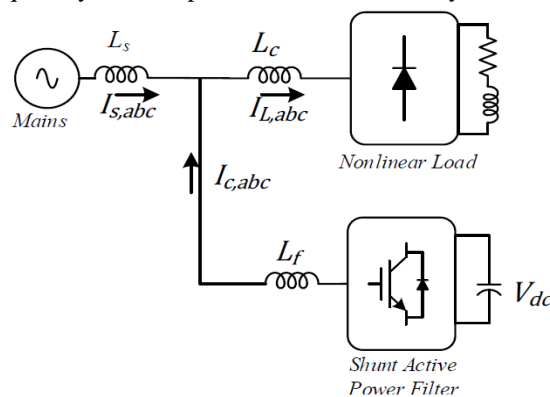 Ls
Lc
Is,abc
IL,abc
Mains
Nonlinear Load
Ic,abc
Lf
Vdc
Shunt Active
Power Filter